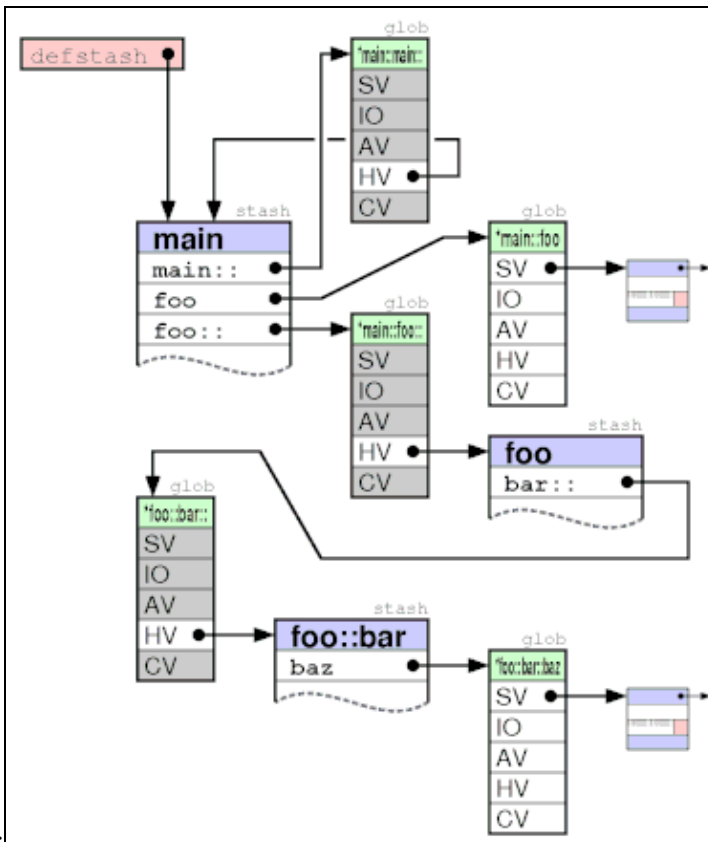 glob
defstash
*main::main::
SV
IO
AV
HV
CV
stash
main
main::
foo
foo::
glob
*main::foo
SV
IO
AV
HV
CV
glob
*main::foo::
SV
IO
AV
HV
CV
stash
foo
bar::
glob
*foo::bar::
SV
IO
AV
HV
CV
stash
foo::bar
baz
glob
*foo::bar::baz
SV
IO
AV
HV
CV